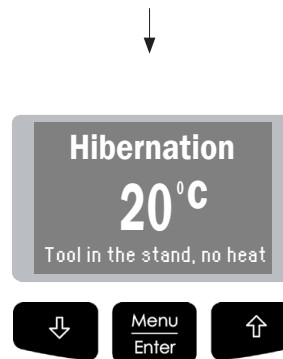 Hibernation
20°C
Tool in the stand, no heat
Menu
Enter